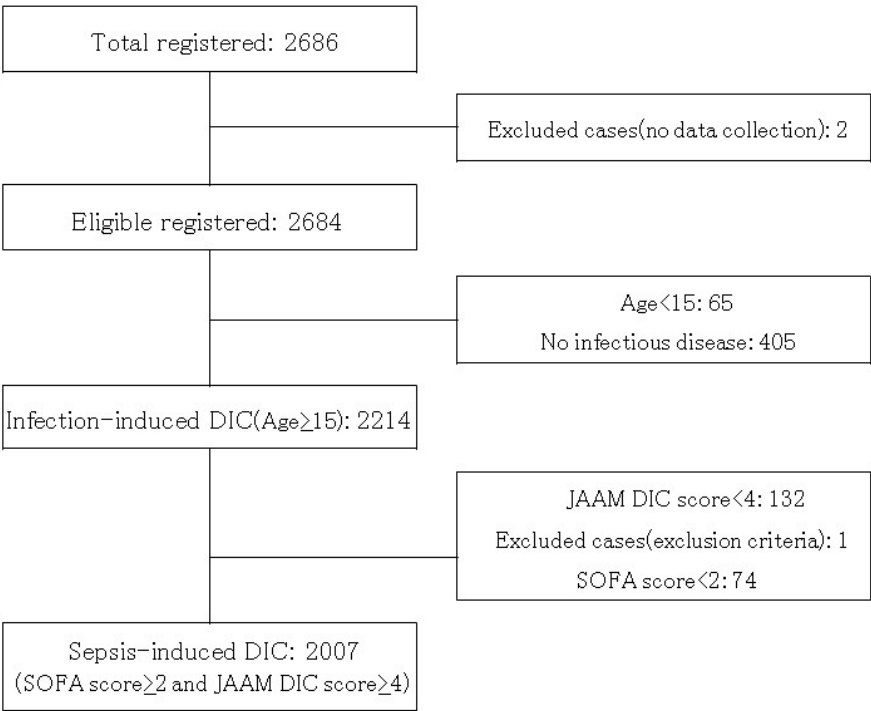 Total registered: 2686
Excluded cases(no data collection): 2
Eligible registered: 2684
Age<15: 65
No infectious disease: 405
Infection-induced DIC(Age≥15): 2214
JAAM DIC score<4: 132
Excluded cases(exclusion criteria): 1
SOFA score<2: 74
Sepsis-induced DIC: 2007
(SOFA score≥2 and JAAM DIC score≥4)